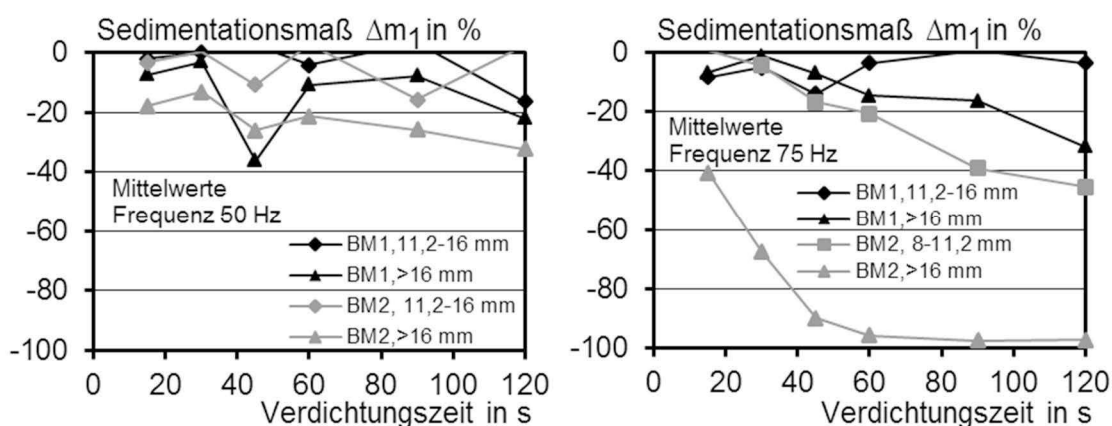 Sedimentationsmaß Δm1 in %
0
-20
-40
-60
-80
-100
Mittelwerte
Frequenz 50 Hz
BM1,11,2-16 mm
BM1,>16 mm
BM2, 11,2-16 mm
BM2,>16 mm
0 20 40 60 80 100 120
Verdichtungszeit in s
Sedimentationsmaß Δm1 in %
0
-20
-40
-60
-80
-100
Mittelwerte
Frequenz 75 Hz
BM1,11,2-16 mm
BM1,>16 mm
BM2, 8-11,2 mm
BM2,>16 mm
0 20 40 60 80 100 120
Verdichtungszeit in s